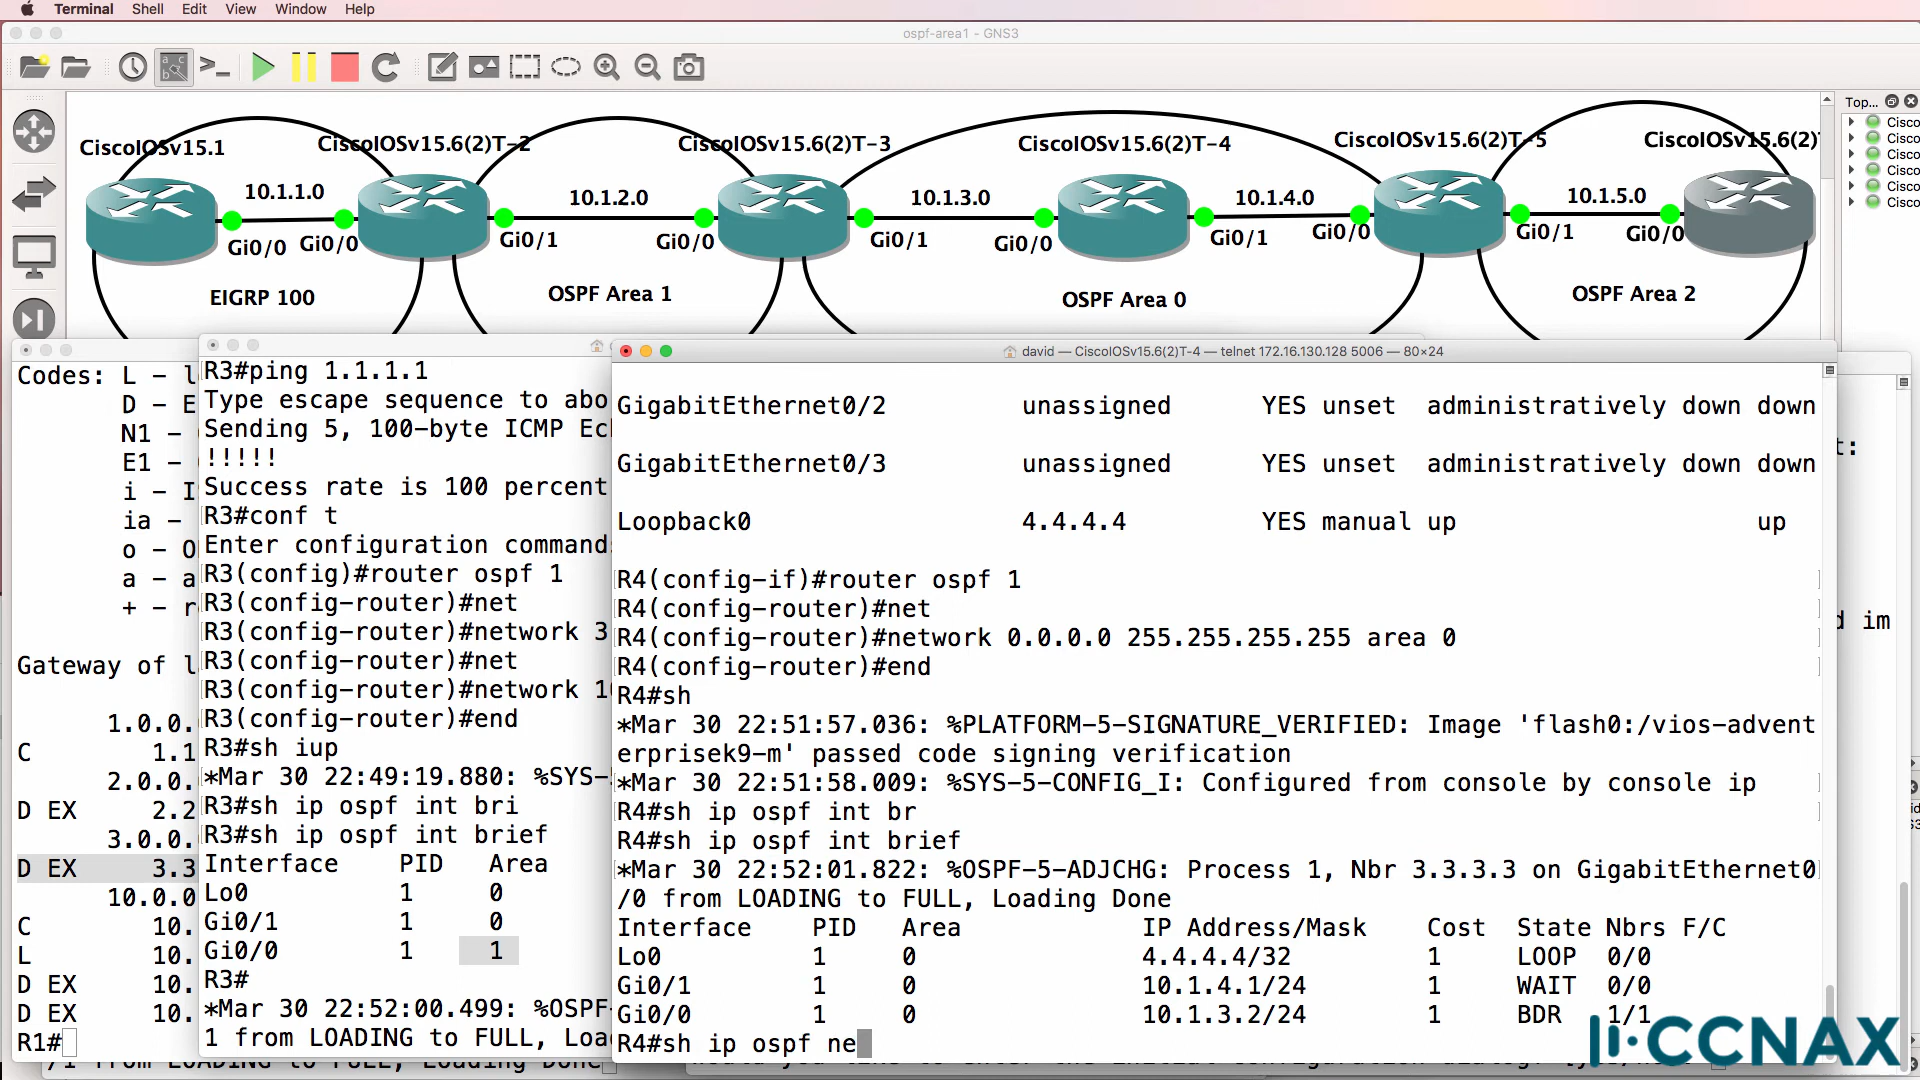 Terminal Shell Edit View Window Help
ospf-area1 - GNS3
Top...
CiscoIOSv15.1
CiscoIOSv15.6(2)T-2
CiscoIOSv15.6(2)T-3
CiscoIOSv15.6(2)T-4
CiscoIOSv15.6(2)T-5
CiscoIOSv15.6(2)
Cisco
Cisco
Cisco
Cisco
Cisco
Cisco
10.1.1.0
10.1.2.0
10.1.3.0
10.1.4.0
10.1.5.0
Gi0/0 Gi0/0
Gi0/1
Gi0/0
Gi0/1
Gi0/0
Gi0/1
Gi0/0
Gi0/1
Gi0/0
EIGRP 100
OSPF Area 1
OSPF Area 0
OSPF Area 2
Codes: L - l
D - E
N1 -
E1 -
i - I
ia -
o - O
a - a
+ - r
Gateway of l
1.0.0.
C 1.1
2.0.0.
D EX 2.2
3.0.0.
D EX 3.3
10.0.0
C 10.
L 10.
D EX 10.
D EX 10.
R1#
R3#ping 1.1.1.1
Type escape sequence to abo
Sending 5, 100-byte ICMP Ec
!!!!!
Success rate is 100 percent
R3#conf t
Enter configuration commands
R3(config)#router ospf 1
R3(config-router)#net
R3(config-router)#network 3
R3(config-router)#net
R3(config-router)#network 1
R3(config-router)#end
R3#sh iup
*Mar 30 22:49:19.880: %SYS-
R3#sh ip ospf int bri
R3#sh ip ospf int brief
Interface PID Area
Lo0 1 0
Gi0/1 1 0
Gi0/0 1 1
R3#
*Mar 30 22:52:00.499: %OSP
1 from LOADING to FULL, Loa
david — CiscoIOSv15.6(2)T-4 — telnet 172.16.130.128 5006 — 80×24
GigabitEthernet0/2 unassigned YES unset administratively down down
GigabitEthernet0/3 unassigned YES unset administratively down down
Loopback0 4.4.4.4 YES manual up up
R4(config-if)#router ospf 1
R4(config-router)#net
R4(config-router)#network 0.0.0.0 255.255.255.255 area 0
R4(config-router)#end
R4#sh
*Mar 30 22:51:57.036: %PLATFORM-5-SIGNATURE_VERIFIED: Image 'flash0:/vios-advent
erprisek9-m' passed code signing verification
*Mar 30 22:51:58.009: %SYS-5-CONFIG_I: Configured from console by console ip
R4#sh ip ospf int br
R4#sh ip ospf int brief
*Mar 30 22:52:01.822: %OSPF-5-ADJCHG: Process 1, Nbr 3.3.3.3 on GigabitEthernet0
/0 from LOADING to FULL, Loading Done
Interface PID Area IP Address/Mask Cost State Nbrs F/C
Lo0 1 0 4.4.4.4/32 1 LOOP 0/0
Gi0/1 1 0 10.1.4.1/24 1 WAIT 0/0
Gi0/0 1 0 10.1.3.2/24 1 BDR 1/1
R4#sh ip ospf ne
t:
d im
CCNAX